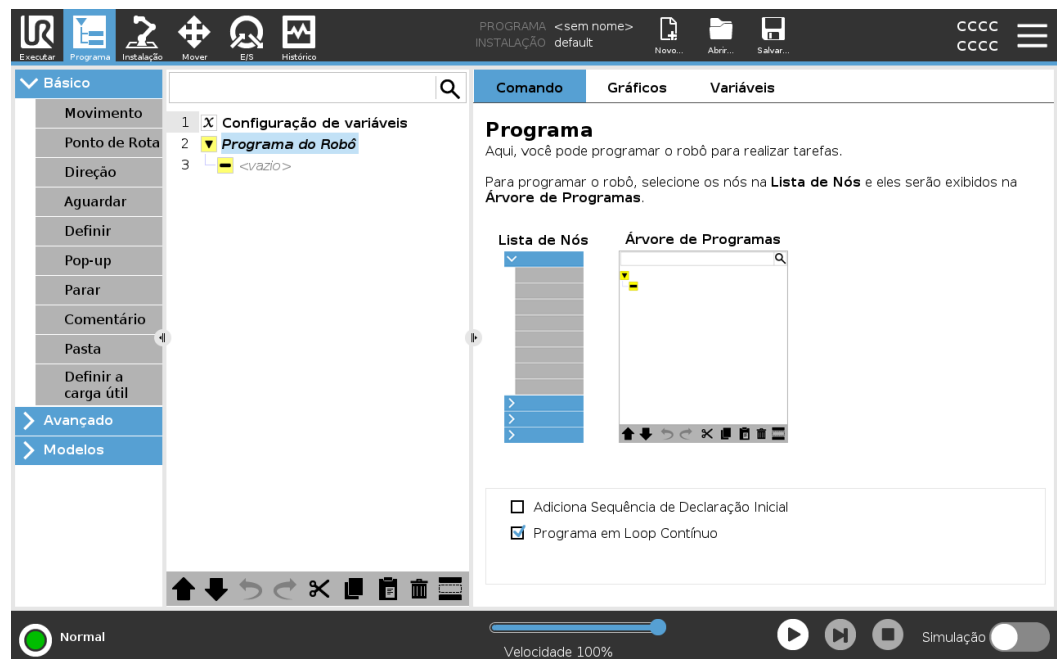 UR
Executar
Programa
Instalação
Mover
E/S
Histórico
PROGRAMA <sem nome>
INSTALAÇÃO default
Novo...
Abrir...
Salvar...
CCCC
CCCC
Básico
Movimento
Ponto de Rota
Direção
Aguardar
Definir
Pop-up
Parar
Comentário
Pasta
Definir a
carga útil
Avançado
Modelos
1 X Configuração de variáveis
2 Programa do Robô
3 <vazio>
Comando Gráficos Variáveis
Programa
Aqui, você pode programar o robô para realizar tarefas.
Para programar o robô, selecione os nós na Lista de Nós e eles serão exibidos na
Árvore de Programas.
Lista de Nós Árvore de Programas
Adiciona Sequência de Declaração Inicial
Programa em Loop Contínuo
Normal
Velocidade 100%
Simulação